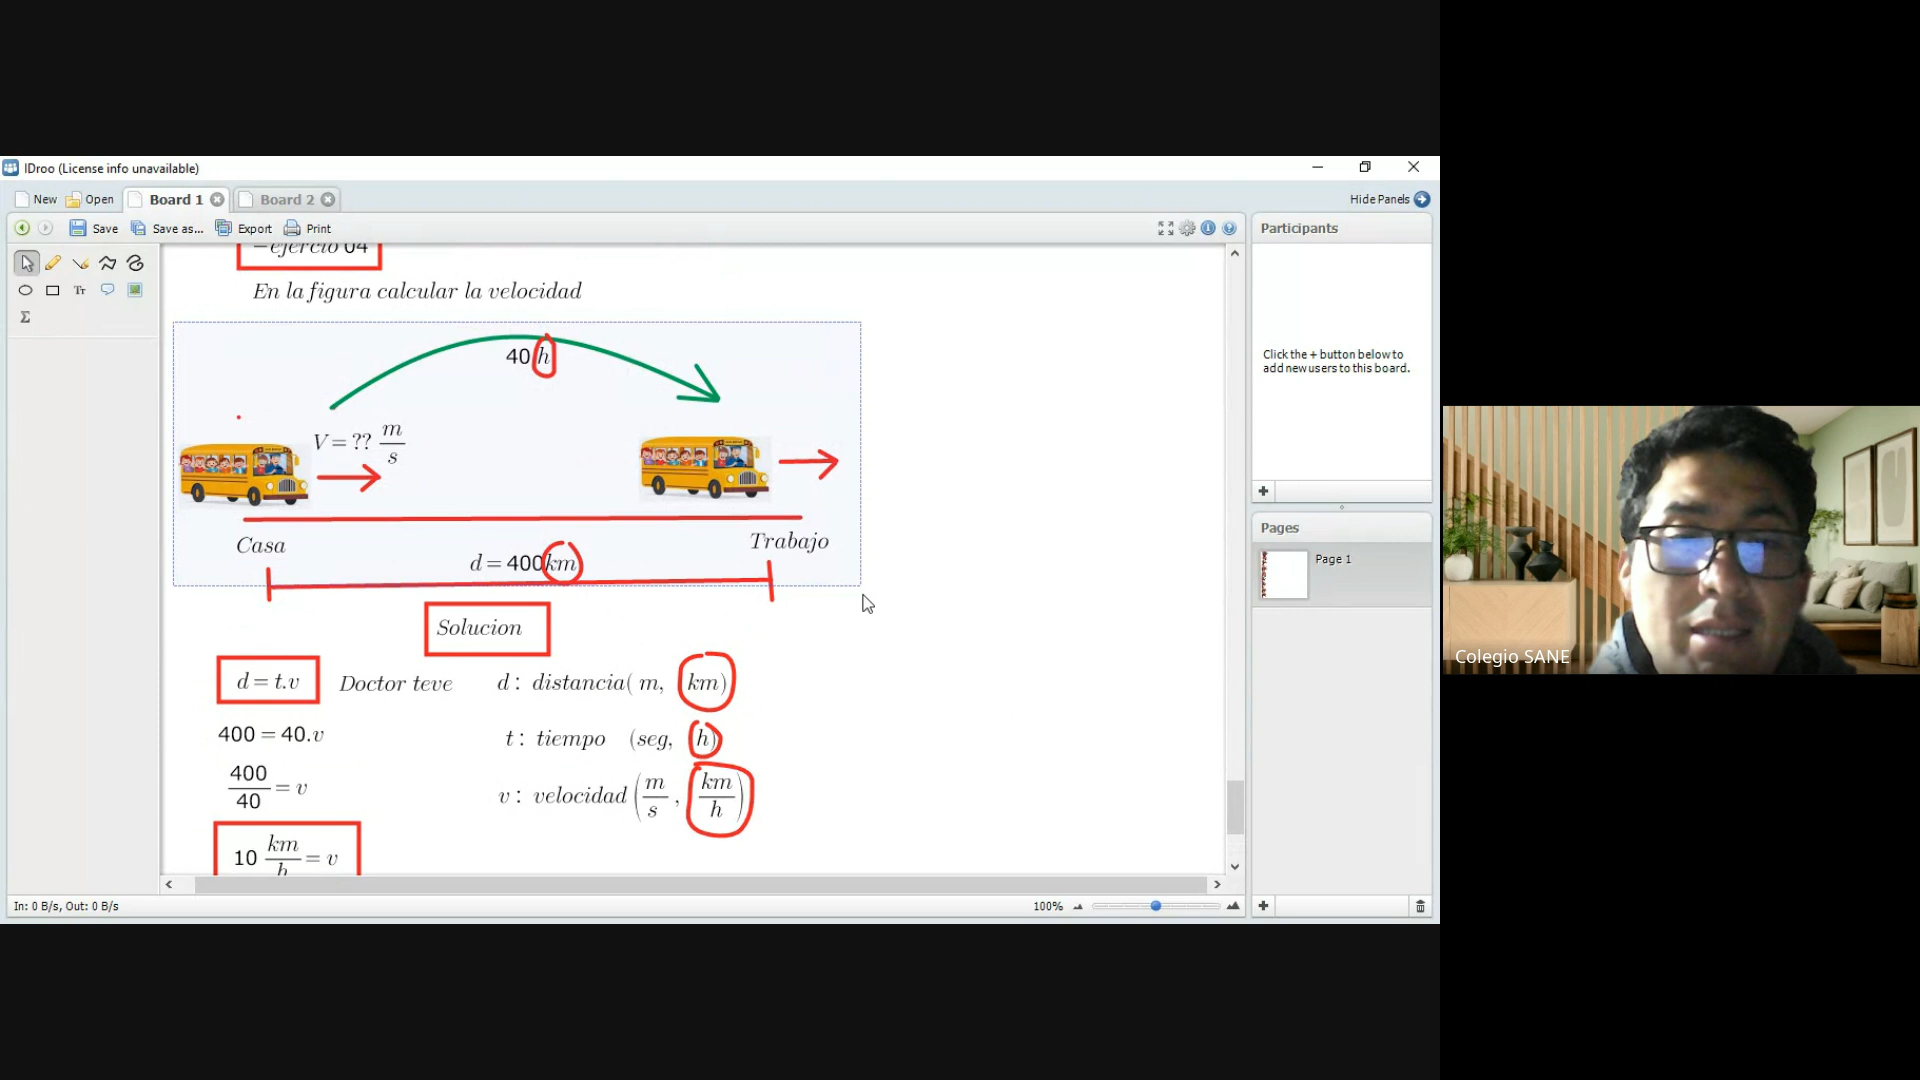 IDroo (License info unavailable)
New Open Board 1 Board 2 Hide Panels
Save Save as... Export Print
Participants
Click the + button below to
add new users to this board.
Pages
Page 1
Tr
Σ
−ejercio 04
En la figura calcular la velocidad
40 h
V = ?? m/s
Casa Trabajo
d = 400km
Solucion
d = t.v Doctor teve d : distancia( m, km)
400 = 40.v t : tiempo (seg, h)
400/40 = v v : velocidad (m/s , km/h)
10 km/h = v
In: 0 B/s, Out: 0 B/s 100%
Colegio SANE